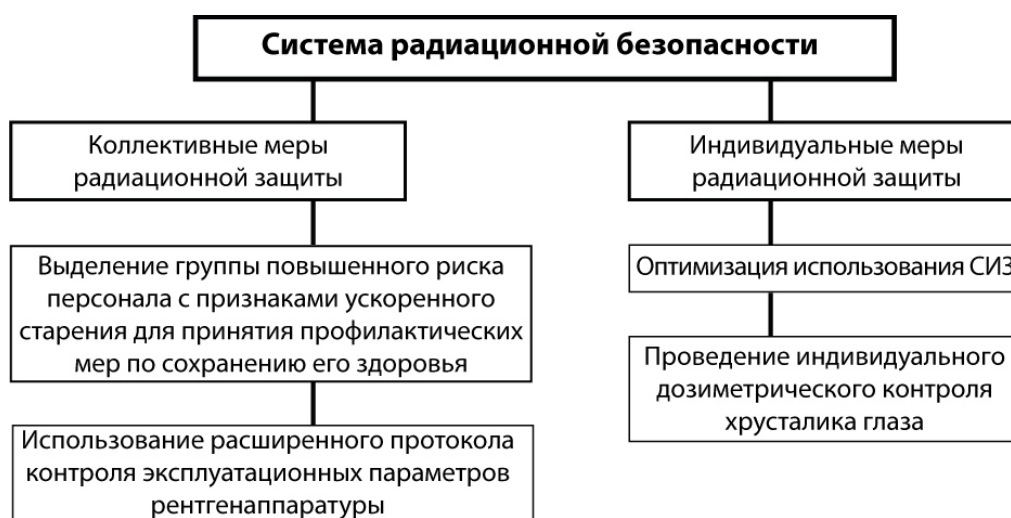 Система радиационной безопасности
Коллективные меры
радиационной защиты
Выделение группы повышенного риска
персонала с признаками ускоренного
старения для принятия профилактических
мер по сохранению его здоровья
Использование расширенного протокола
контроля эксплуатационных параметров
рентгенаппаратуры
Индивидуальные меры
радиационной защиты
Оптимизация использования СИЗ
Проведение индивидуального
дозиметрического контроля
хрусталика глаза